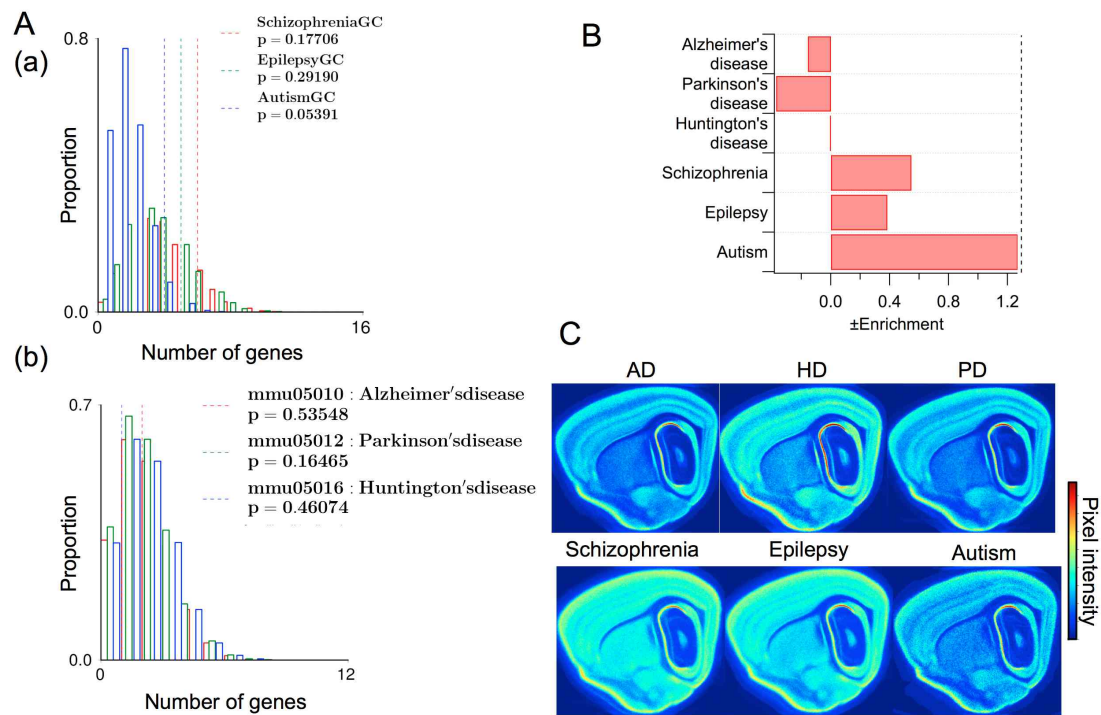 A
(a)
0.8
Proportion
0.0
0
16
Number of genes
SchizophreniaGC
p = 0.17706
EpilepsyGC
p = 0.29190
AutismGC
p = 0.05391
(b)
0.7
Proportion
0.0
0
12
Number of genes
mmu05010 : Alzheimer′sdisease
p = 0.53548
mmu05012 : Parkinson′sdisease
p = 0.16465
mmu05016 : Huntington′sdisease
p = 0.46074
B
Alzheimer's
disease
Parkinson's
disease
Huntington's
disease
Schizophrenia
Epilepsy
Autism
0.0 0.4 0.8 1.2
±Enrichment
C
AD HD PD
Schizophrenia Epilepsy Autism
Pixel intensity